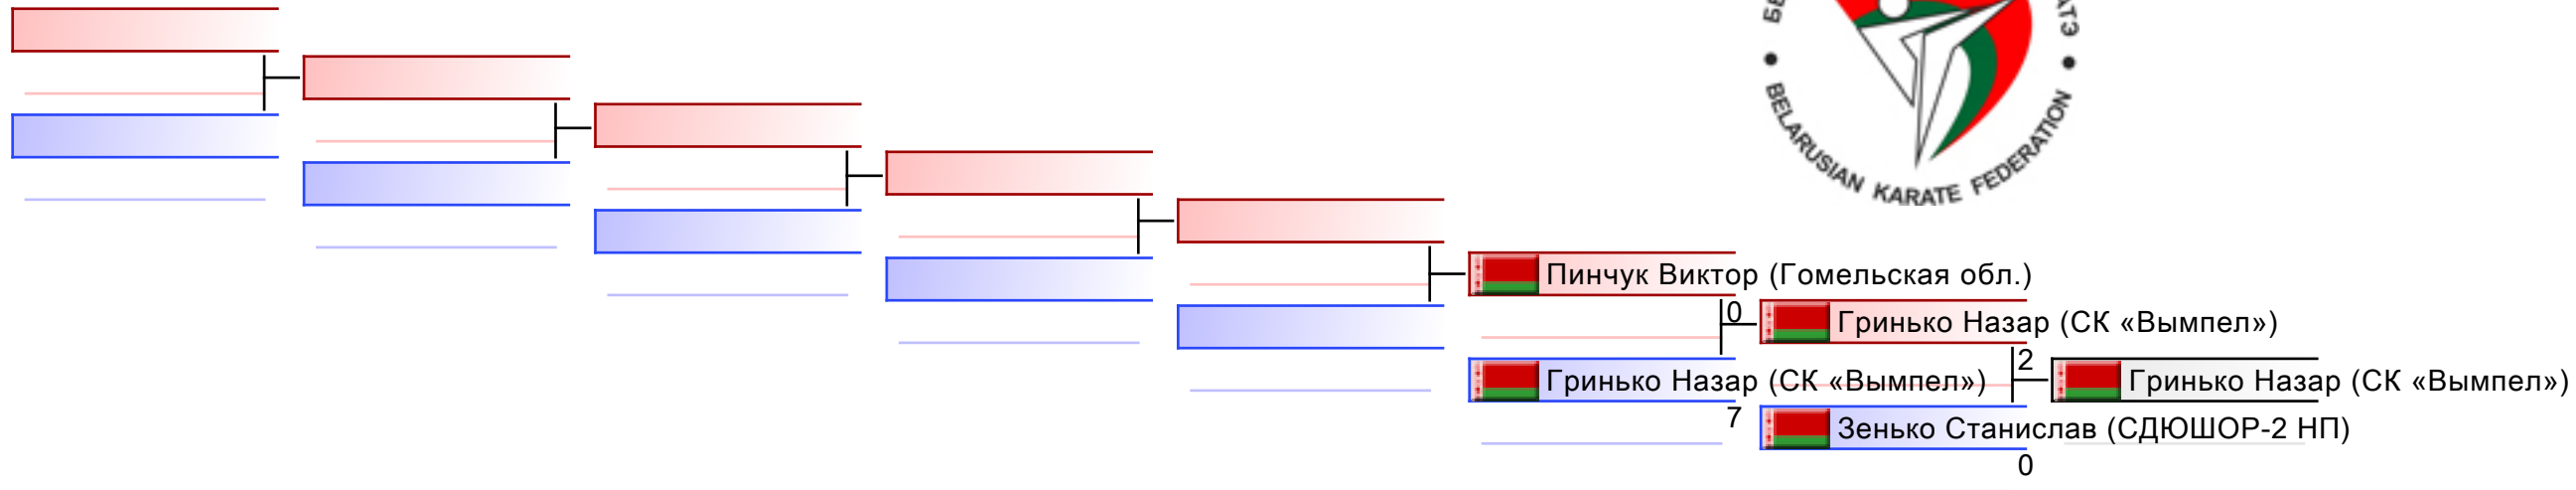 BELARUSIAN KARATE FEDERATION
Пинчук Виктор (Гомельская обл.)
0
Гринько Назар (СК «Вымпел»)
2
Гринько Назар (СК «Вымпел»)
Гринько Назар (СК «Вымпел»)
7
Зенько Станислав (СДЮШОР-2 НП)
0